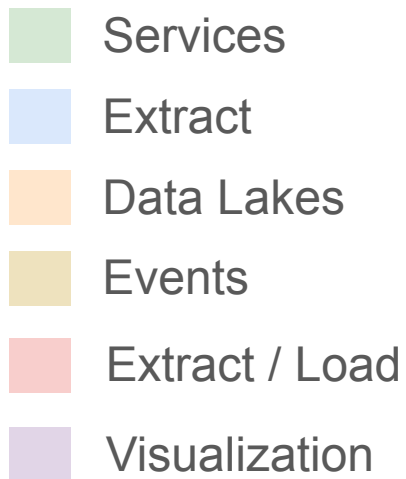 Services
Extract
Data Lakes
Events
Extract / Load
Visualization